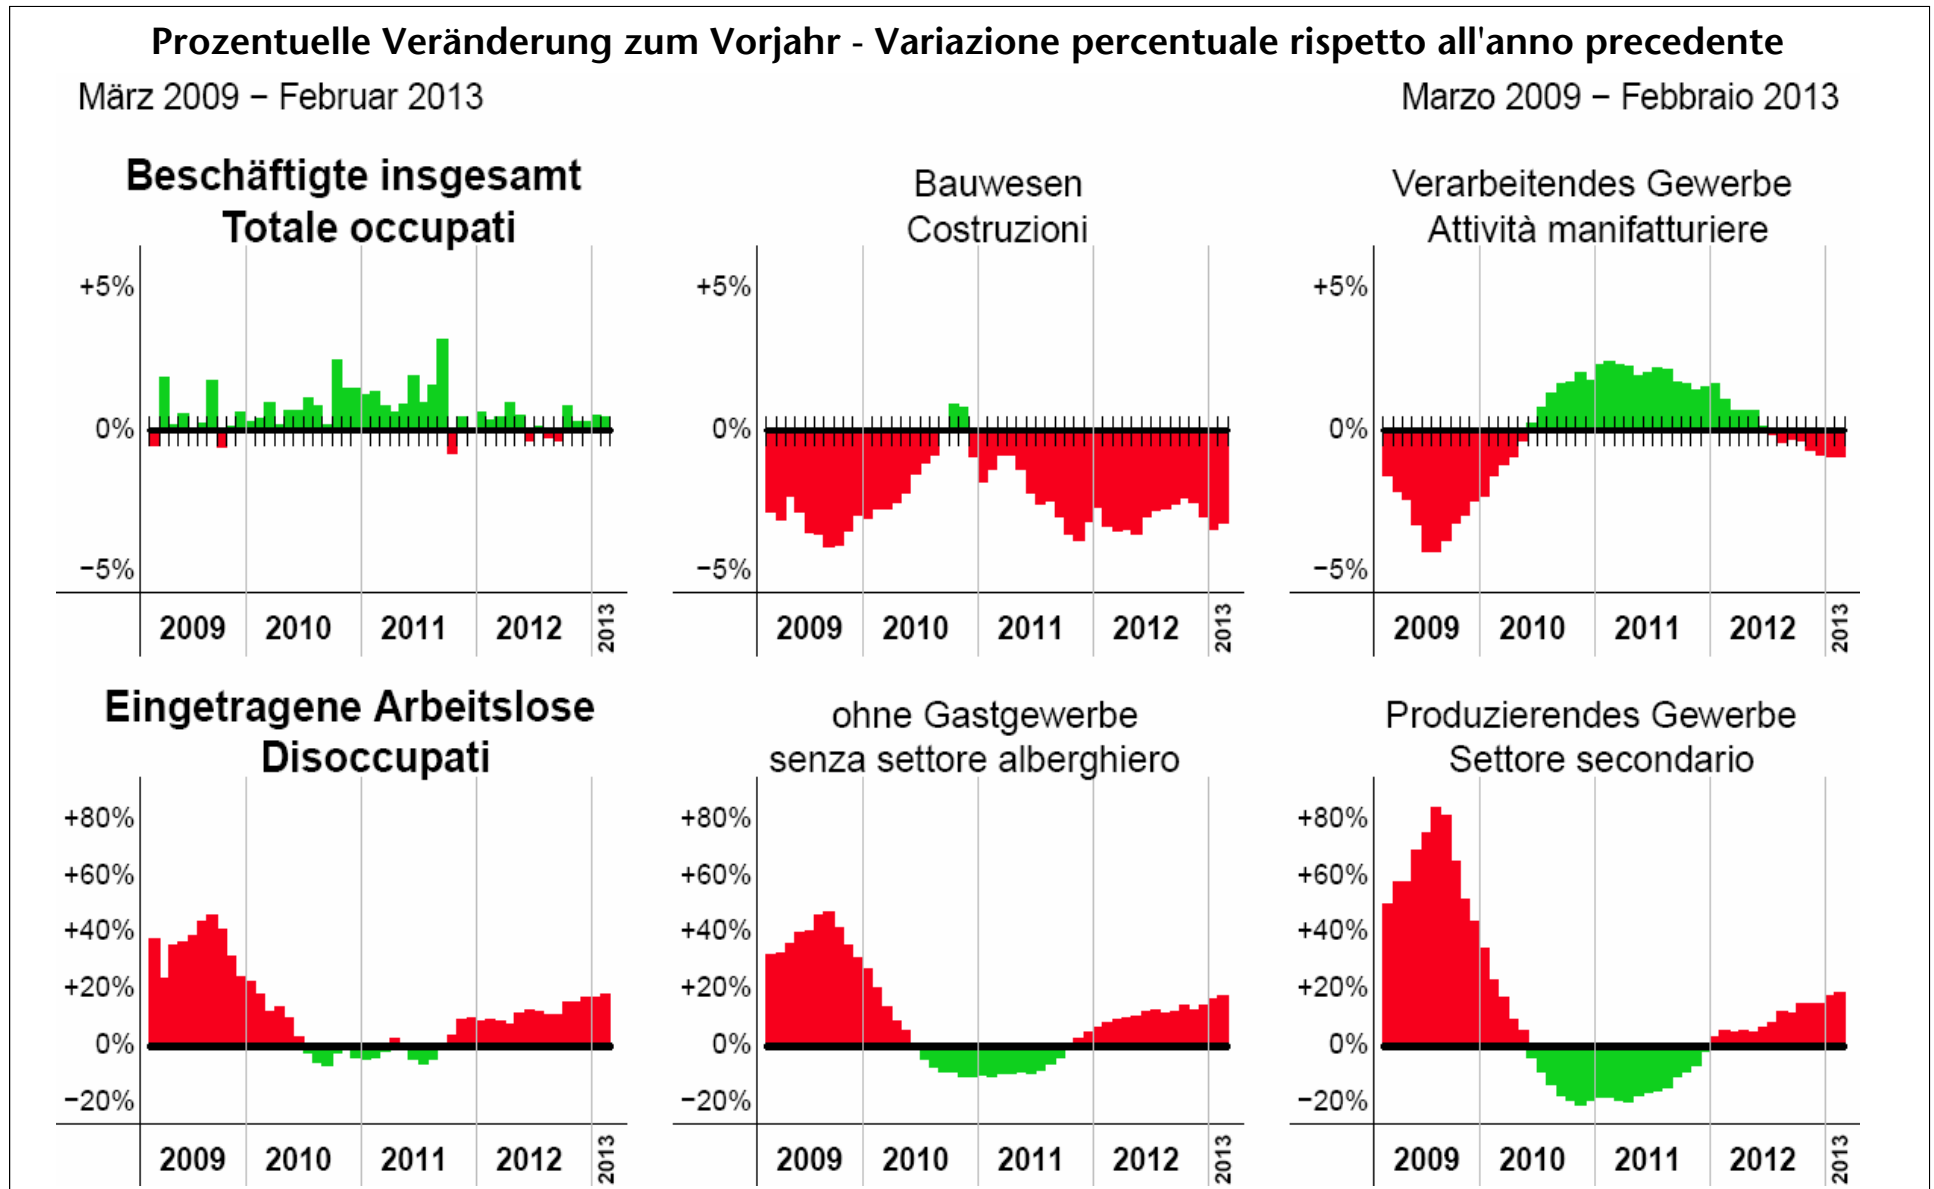 Prozentuelle Veränderung zum Vorjahr - Variazione percentuale rispetto all'anno precedente
März 2009 – Februar 2013
Marzo 2009 – Febbraio 2013
Beschäftigte insgesamt
Totale occupati
+5%
0%
−5%
2009 2010 2011 2012 2013
Bauwesen
Costruzioni
+5%
0%
−5%
2009 2010 2011 2012 2013
Verarbeitendes Gewerbe
Attività manifatturiere
+5%
0%
−5%
2009 2010 2011 2012 2013
Eingetragene Arbeitslose
Disoccupati
+80%
+60%
+40%
+20%
0%
−20%
2009 2010 2011 2012 2013
ohne Gastgewerbe
senza settore alberghiero
+80%
+60%
+40%
+20%
0%
−20%
2009 2010 2011 2012 2013
Produzierendes Gewerbe
Settore secondario
+80%
+60%
+40%
+20%
0%
−20%
2009 2010 2011 2012 2013